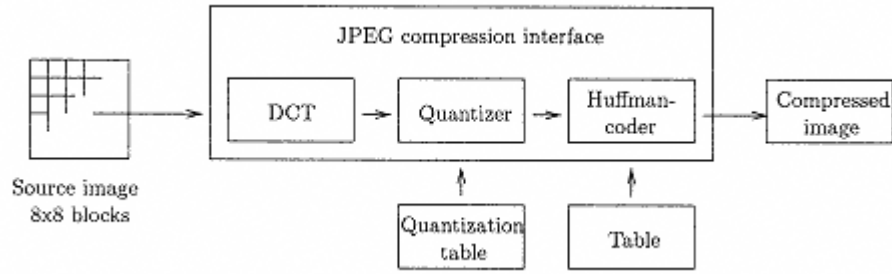 JPEG compression interface
DCT
Quantizer
Huffman-
coder
Compressed
image
Source image
8x8 blocks
Quantization
table
Table